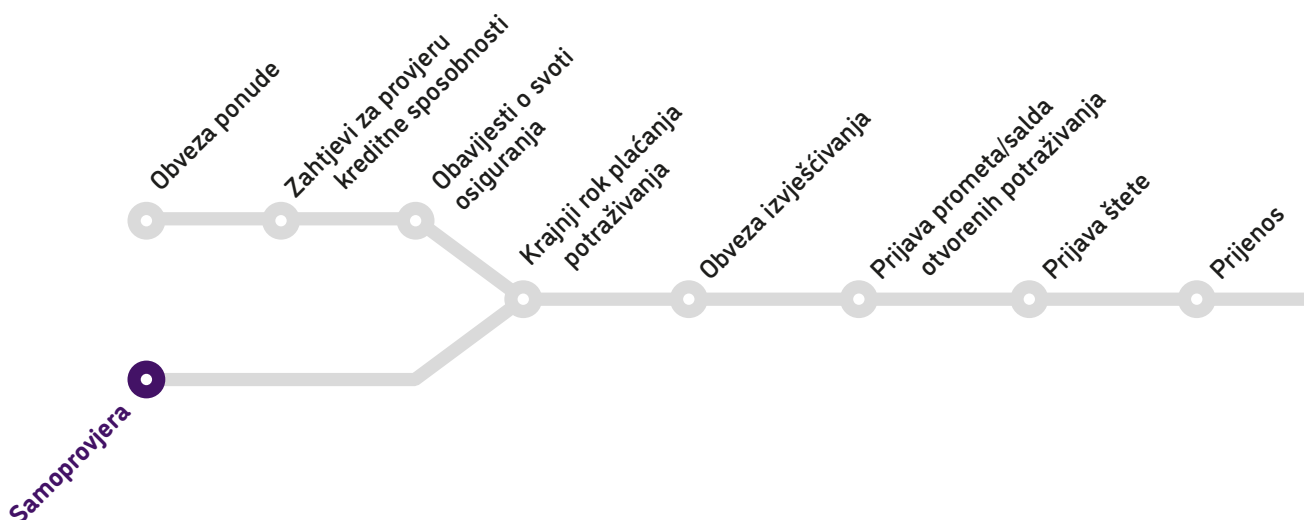 Obveza ponude
Zahtjevi za provjeru
kreditne sposobnosti
Obavijesti o svoti
osiguranja
Krajnji rok plaćanja
potraživanja
Obveza izvješćivanja
Prijava prometa/salda
otvorenih potraživanja
Prijava štete
Prijenos
Samoprovjera